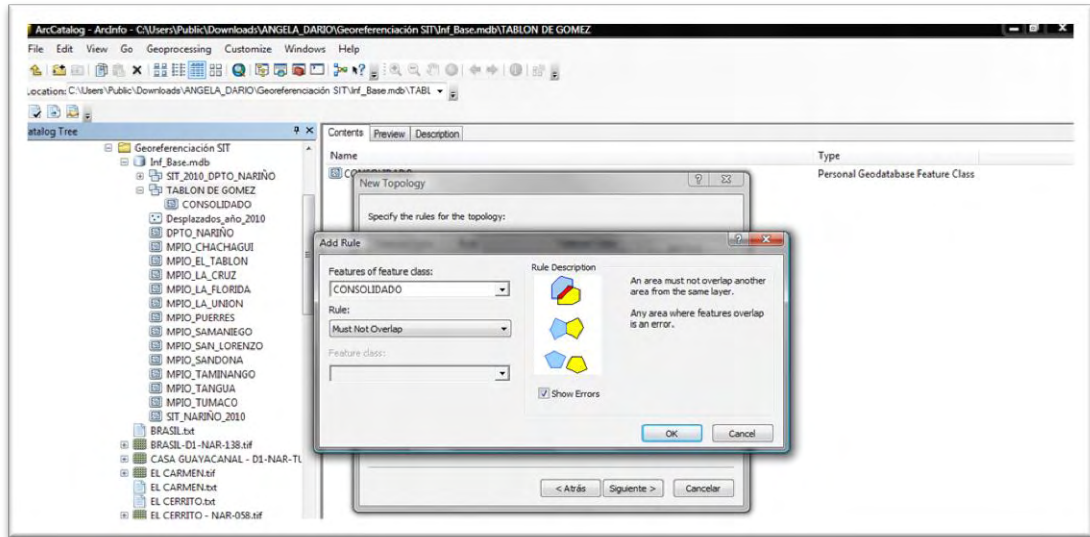 ArcCatalog - ArcInfo - C:\Users\Public\Downloads\ANGELA_DARIO\Georeferenciación SIT\Inf_Base.mdb\TABLON DE GOMEZ
File Edit View Go Geoprocessing Customize Windows Help
.ocation: C:\Users\Public\Downloads\ANGELA_DARIO\Georeferenciación SIT\Inf_Base.mdb\TABL
atalog Tree
Georeferenciación SIT
Inf_Base.mdb
SIT_2010_DPTO_NARIÑO
TABLON DE GOMEZ
CONSOLIDADO
Desplazados_año_2010
DPTO_NARIÑO
MPIO_CHACHAGUI
MPIO_EL_TABLON
MPIO_LA_CRUZ
MPIO_LA_FLORIDA
MPIO_LA_UNION
MPIO_PUERRES
MPIO_SAMANIEGO
MPIO_SAN_LORENZO
MPIO_SANDONA
MPIO_TAMINANGO
MPIO_TANGUA
MPIO_TUMACO
SIT_NARIÑO_2010
BRASIL.txt
BRASIL-D1-NAR-138.tif
CASA GUAYACANAL - D1-NAR-TU
EL CARMEN.tif
EL CARMEN.txt
EL CERRITO.txt
EL CERRITO - NAR-058.tif
Contents Preview Description
Name Type
Personal Geodatabase Feature Class
New Topology
Specify the rules for the topology:
Add Rule
Features of feature class:
CONSOLIDADO
Rule:
Must Not Overlap
Feature class:
Rule Description
An area must not overlap another
area from the same layer.
Any area where features overlap
is an error.
Show Errors
OK Cancel
< Atrás Siguiente > Cancelar